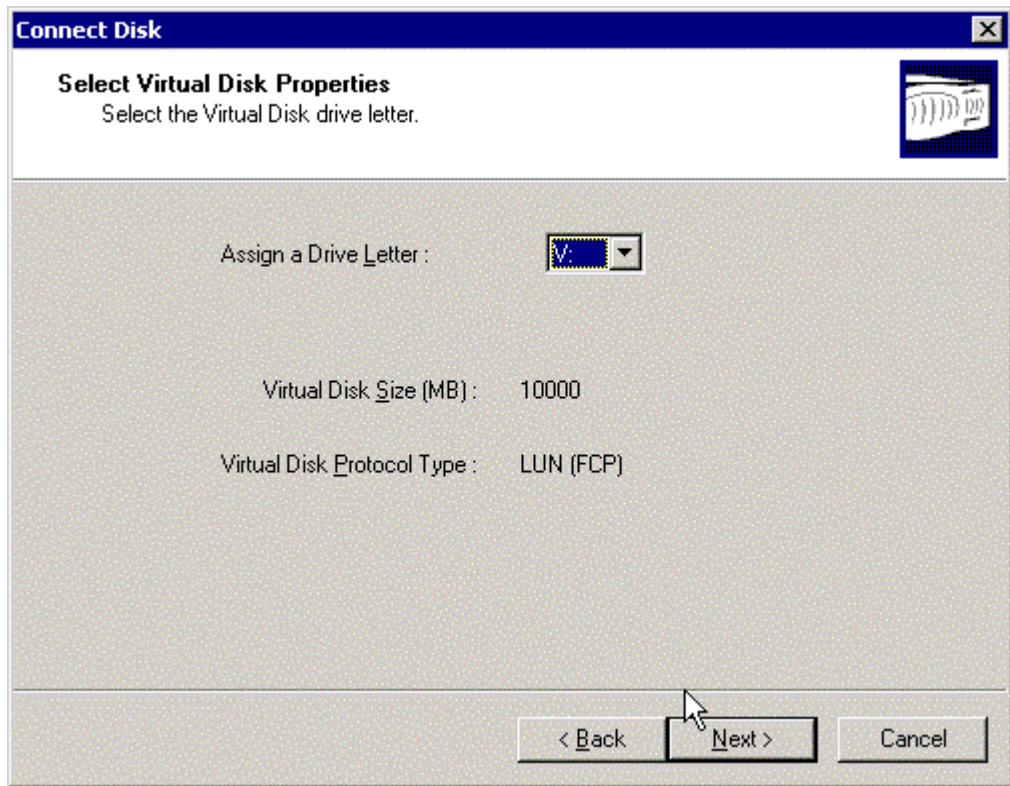 Connect Disk
Select Virtual Disk Properties
Select the Virtual Disk drive letter.
Assign a Drive Letter : V:
Virtual Disk Size (MB) : 10000
Virtual Disk Protocol Type : LUN (FCP)
< Back Next > Cancel